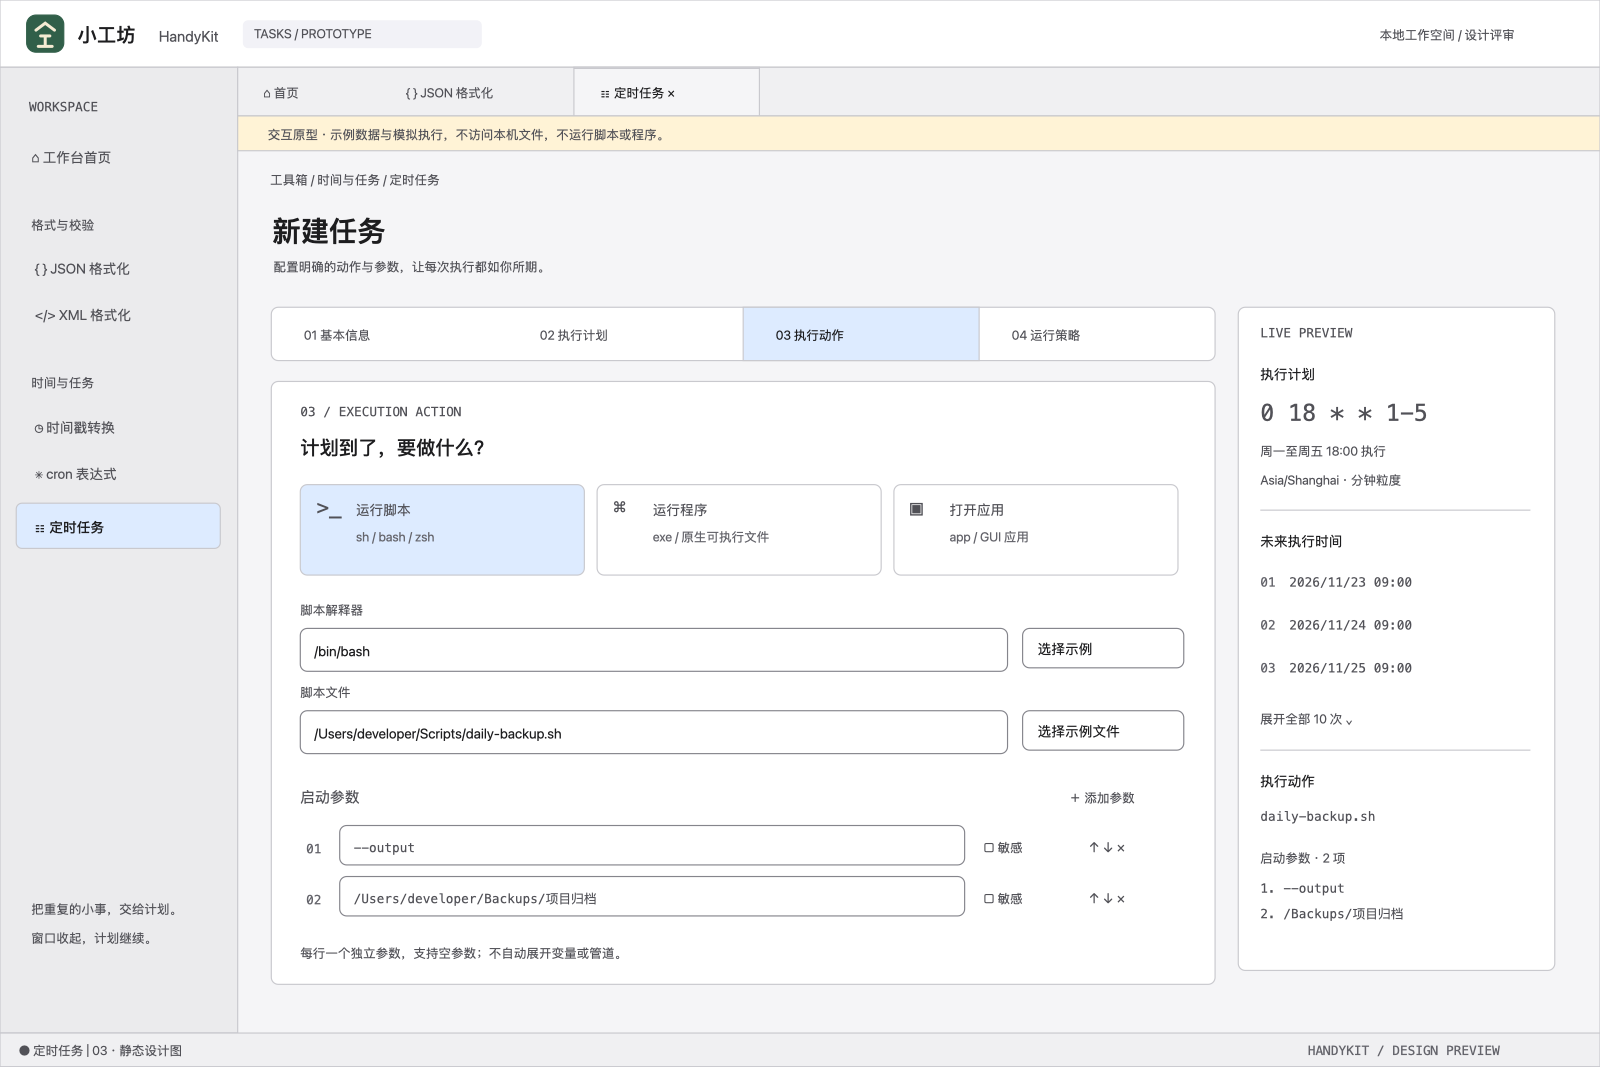 小工坊 HandyKit TASKS / PROTOTYPE 本地工作空间 / 设计评审
WORKSPACE
⌂ 工作台首页
格式与校验
{ } JSON 格式化
</> XML 格式化
时间与任务
◷ 时间戳转换
✳ cron 表达式
☷ 定时任务
把重复的小事，交给计划。
窗口收起，计划继续。
⌂ 首页 { } JSON 格式化 ☷ 定时任务 ×
交互原型 · 示例数据与模拟执行，不访问本机文件，不运行脚本或程序。
工具箱 / 时间与任务 / 定时任务
新建任务
配置明确的动作与参数，让每次执行都如你所期。
01 基本信息 02 执行计划 03 执行动作 04 运行策略
03 / EXECUTION ACTION
计划到了，要做什么?
>_ 运行脚本
sh / bash / zsh
⌘ 运行程序
exe / 原生可执行文件
▣ 打开应用
app / GUI 应用
脚本解释器
/bin/bash 选择示例
脚本文件
/Users/developer/Scripts/daily-backup.sh 选择示例文件
启动参数 + 添加参数
01 --output ☐ 敏感 ↑ ↓ ×
02 /Users/developer/Backups/项目归档 ☐ 敏感 ↑ ↓ ×
每行一个独立参数，支持空参数；不自动展开变量或管道。
LIVE PREVIEW
执行计划
0 18 * * 1-5
周一至周五 18:00 执行
Asia/Shanghai · 分钟粒度
未来执行时间
01 2026/11/23 09:00
02 2026/11/24 09:00
03 2026/11/25 09:00
展开全部 10 次 ⌄
执行动作
daily-backup.sh
启动参数 · 2 项
1. --output
2. /Backups/项目归档
● 定时任务 | 03 · 静态设计图 HANDYKIT / DESIGN PREVIEW